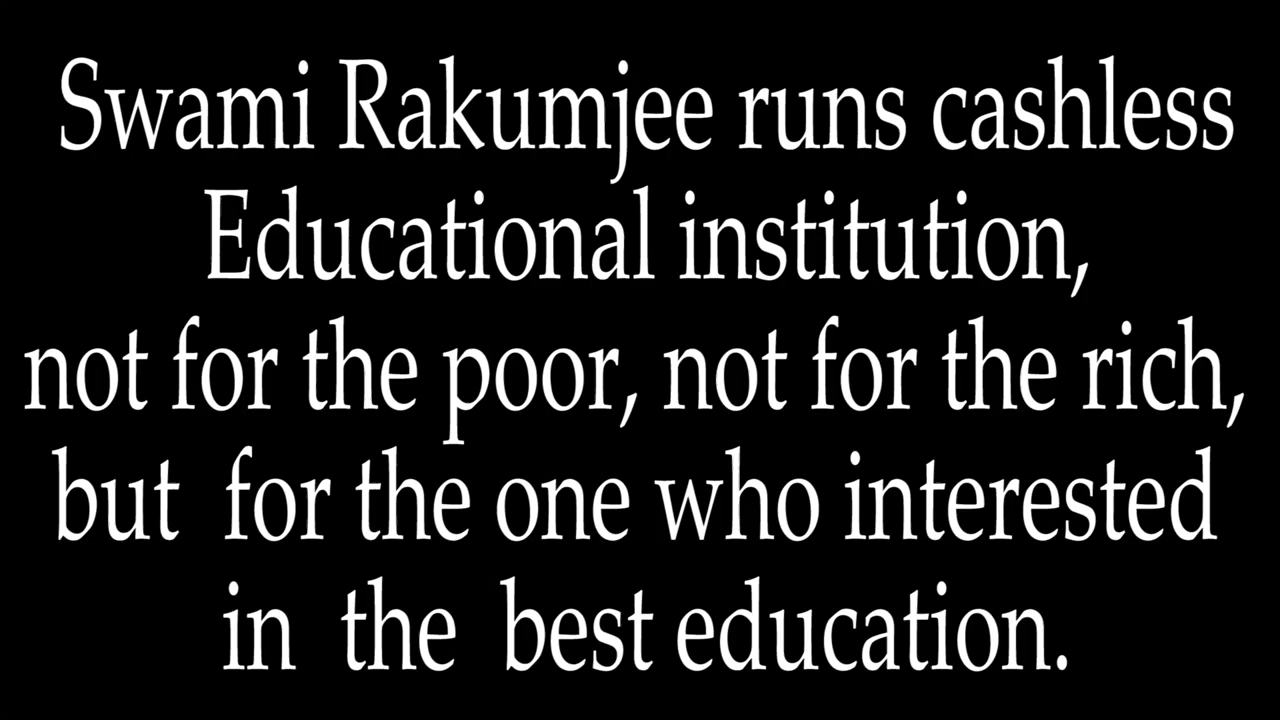 Swami Rakumjee runs cashless
Educational institution,
not for the poor, not for the rich,
but for the one who interested
in the best education.